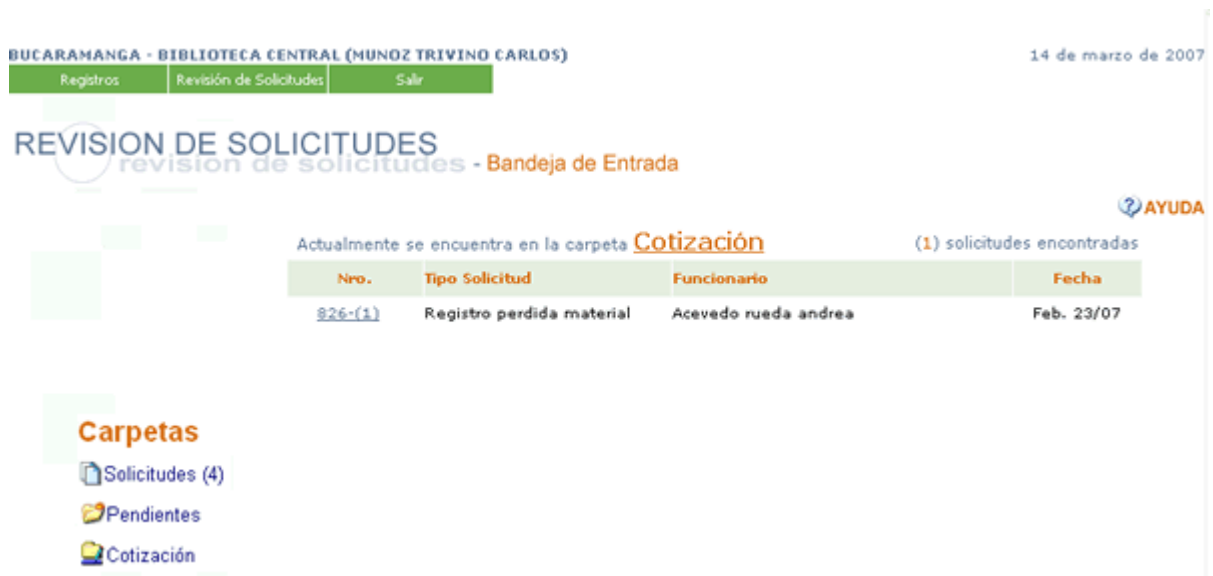 BUCARAMANGA - BIBLIOTECA CENTRAL (MUNOZ TRIVINO CARLOS) 14 de marzo de 2007
Registros Revisión de Solicitudes Salir
REVISION DE SOLICITUDES
revisión de solicitudes - Bandeja de Entrada
AYUDA
Actualmente se encuentra en la carpeta Cotización (1) solicitudes encontradas
Nro. Tipo Solicitud Funcionario Fecha
826-(1) Registro perdida material Acevedo rueda andrea Feb. 23/07
Carpetas
Solicitudes (4)
Pendientes
Cotización